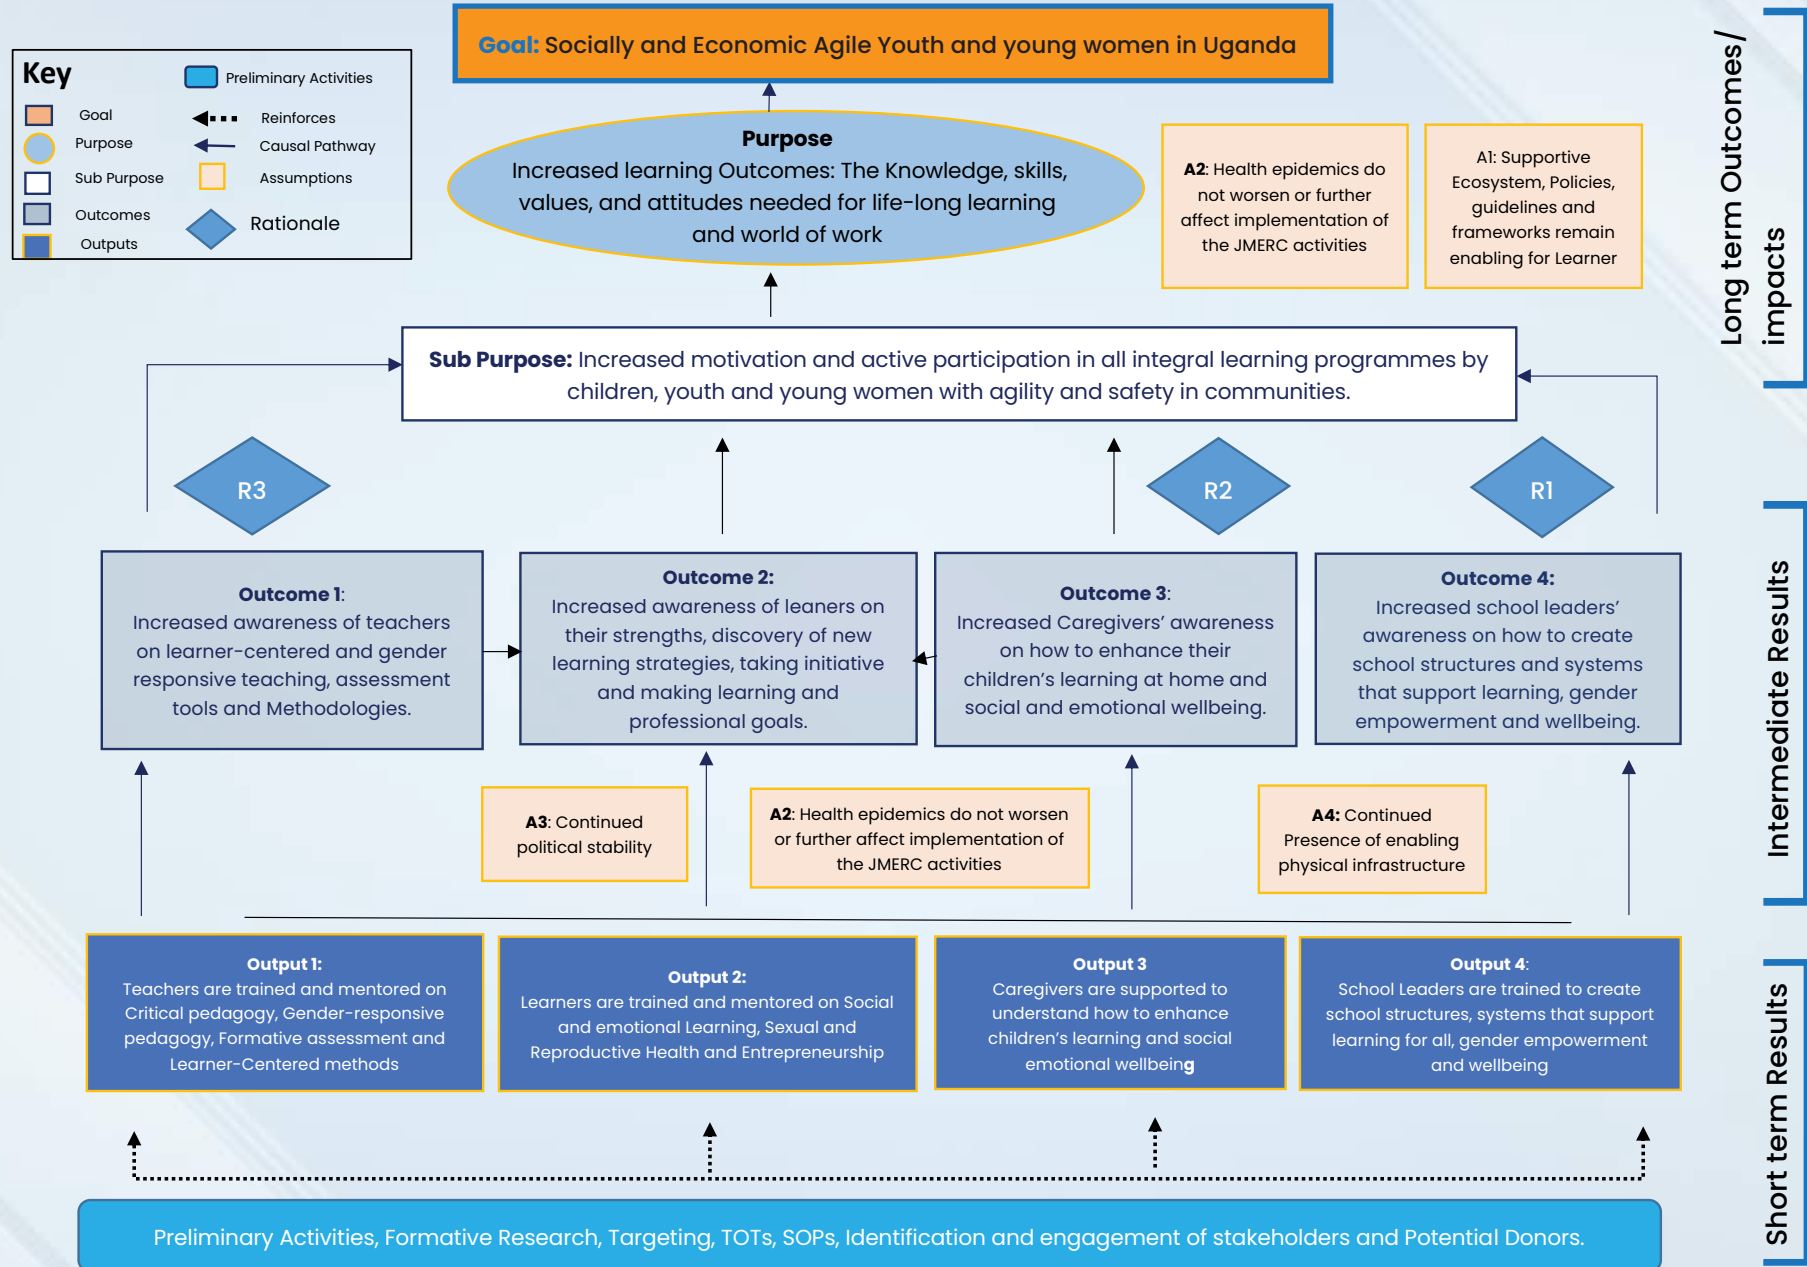 Goal: Socially and Economic Agile Youth and young women in Uganda
Key
Preliminary Activities
Goal
Reinforces
Purpose
Causal Pathway
Sub Purpose
Assumptions
Outcomes
Rationale
Outputs
Purpose
Increased learning Outcomes: The Knowledge, skills,
values, and attitudes needed for life-long learning
and world of work
A2: Health epidemics do
not worsen or further
affect implementation of
the JMERC activities
A1: Supportive
Ecosystem, Policies,
guidelines and
frameworks remain
enabling for Learner
Long term Outcomes/
impacts
Sub Purpose: Increased motivation and active participation in all integral learning programmes by
children, youth and young women with agility and safety in communities.
R3
R2
R1
Outcome 1:
Increased awareness of teachers
on learner-centered and gender
responsive teaching, assessment
tools and Methodologies.
Outcome 2:
Increased awareness of leaners on
their strengths, discovery of new
learning strategies, taking initiative
and making learning and
professional goals.
Outcome 3:
Increased Caregivers’ awareness
on how to enhance their
children’s learning at home and
social and emotional wellbeing.
Outcome 4:
Increased school leaders’
awareness on how to create
school structures and systems
that support learning, gender
empowerment and wellbeing.
Intermediate Results
A3: Continued
political stability
A2: Health epidemics do not worsen
or further affect implementation of
the JMERC activities
A4: Continued
Presence of enabling
physical infrastructure
Output 1:
Teachers are trained and mentored on
Critical pedagogy, Gender-responsive
pedagogy, Formative assessment and
Learner-Centered methods
Output 2:
Learners are trained and mentored on Social
and emotional Learning, Sexual and
Reproductive Health and Entrepreneurship
Output 3
Caregivers are supported to
understand how to enhance
children’s learning and social
emotional wellbeing
Output 4:
School Leaders are trained to create
school structures, systems that support
learning for all, gender empowerment
and wellbeing
Short term Results
Preliminary Activities, Formative Research, Targeting, TOTs, SOPs, Identification and engagement of stakeholders and Potential Donors.